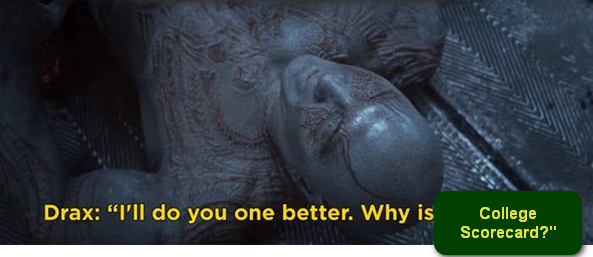 Drax: “I'll do you one better. Why is College
Scorecard?"